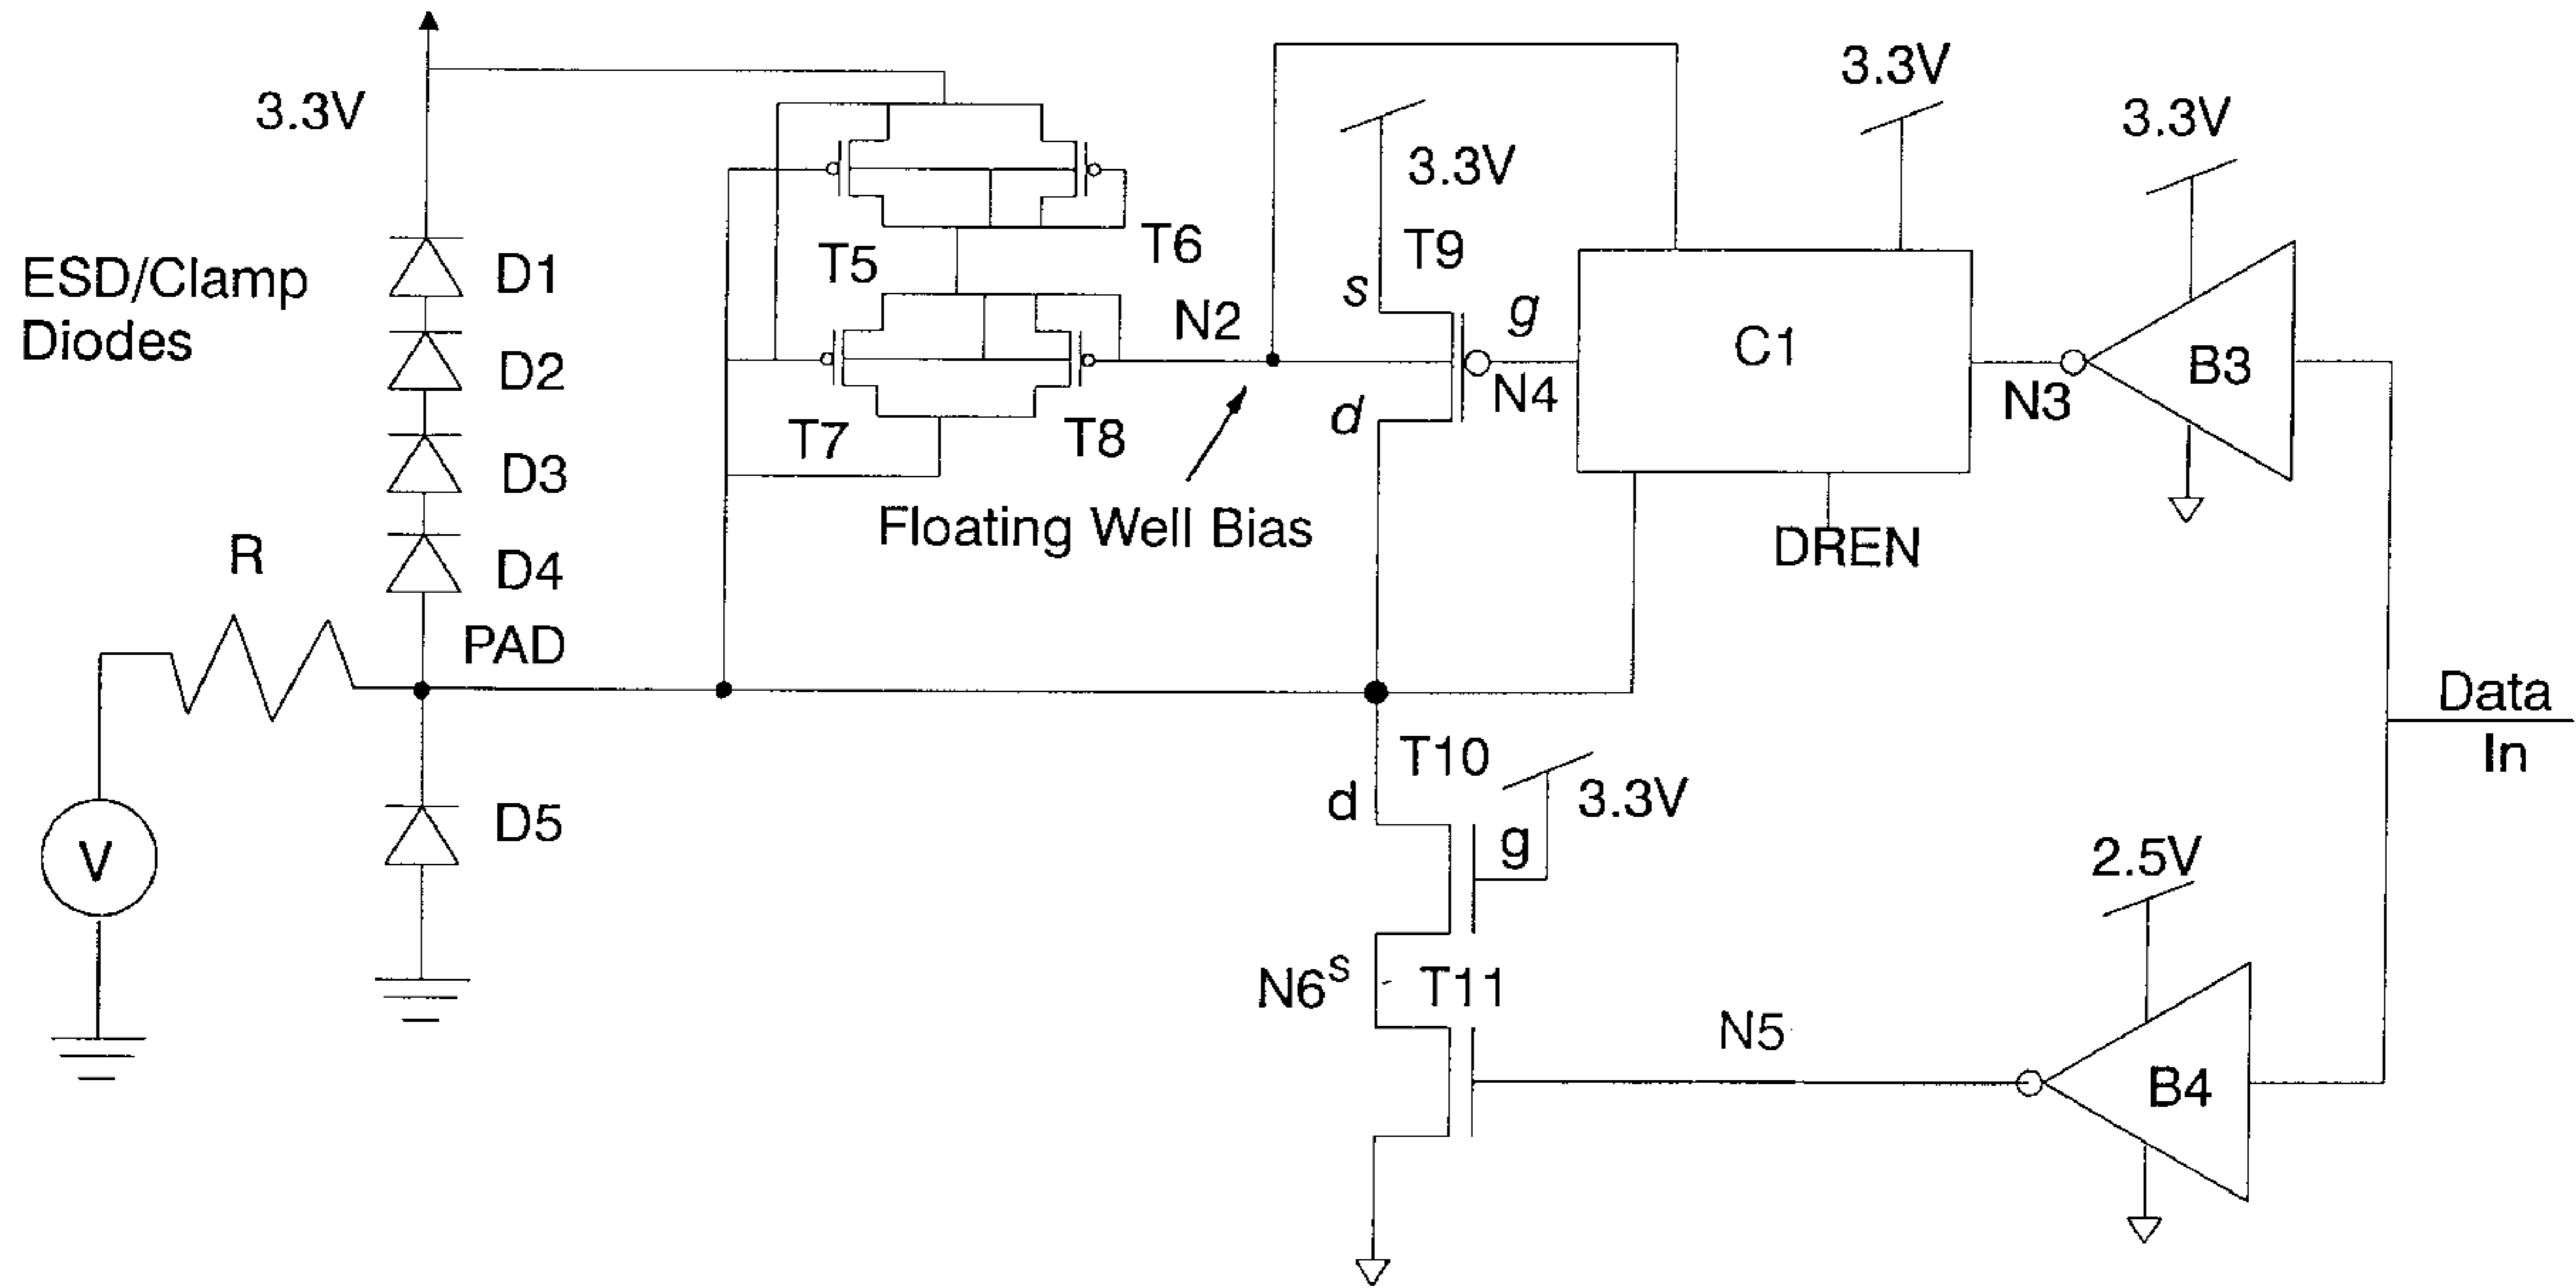 3.3V
ESD/Clamp
Diodes
D1
D2
D3
D4
R
PAD
D5
V
T5
T6
T7
T8
N2
Floating Well Bias
3.3V
T9
s
g
d
N4
C1
3.3V
DREN
N3
3.3V
B3
Data
In
T10
d
g
3.3V
N6 s
T11
N5
2.5V
B4